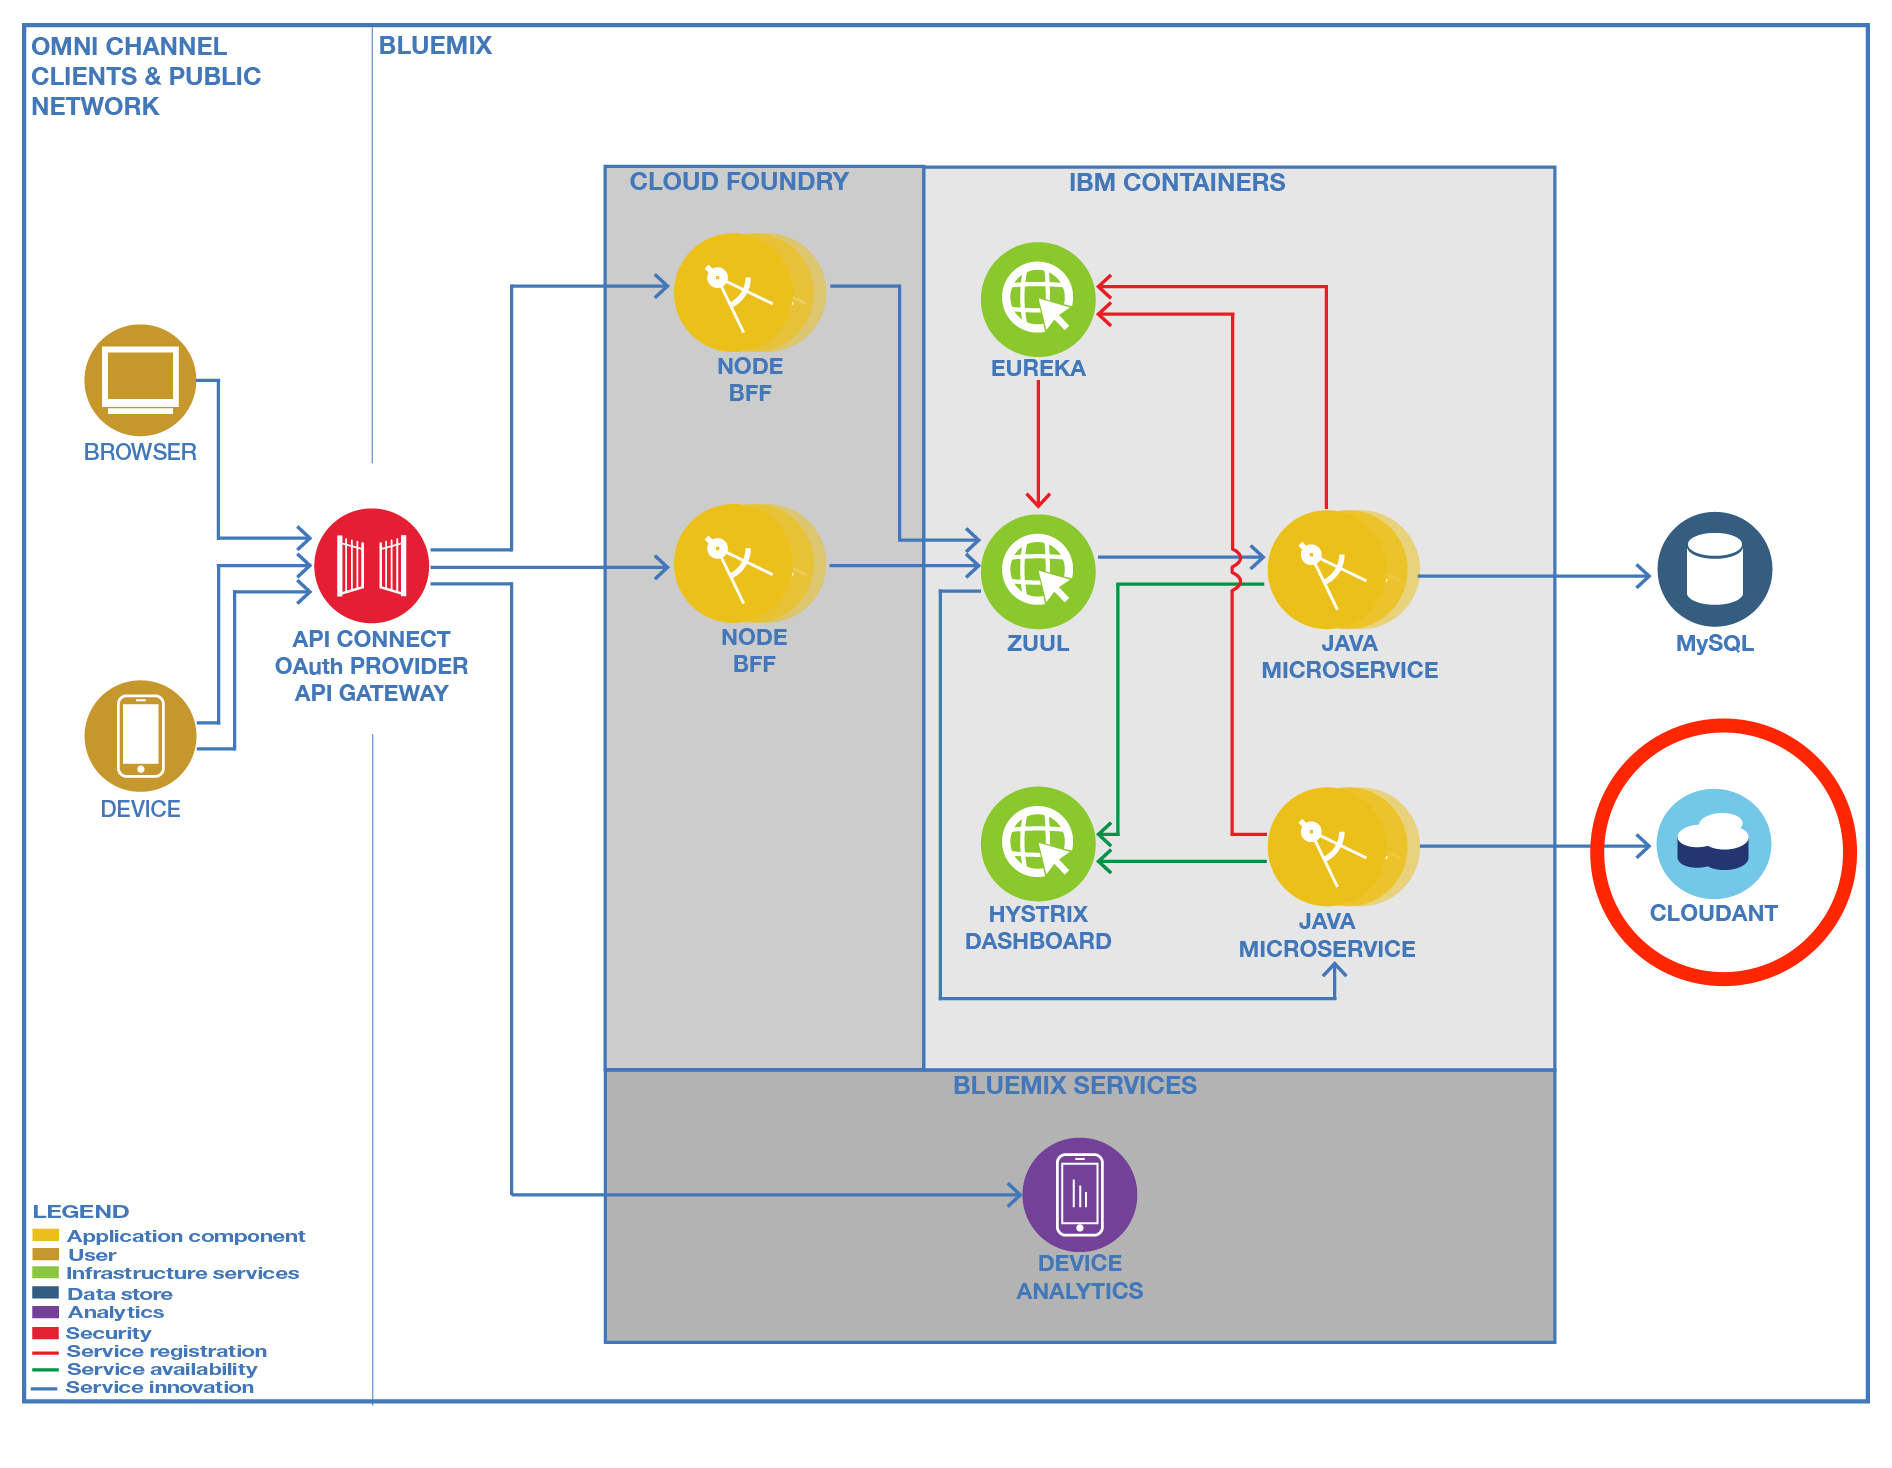 OMNI CHANNEL
CLIENTS & PUBLIC
NETWORK
BLUEMIX
CLOUD FOUNDRY
IBM CONTAINERS
NODE
BFF
EUREKA
BROWSER
NODE
BFF
ZUUL
JAVA
MICROSERVICE
MySQL
API CONNECT
OAuth PROVIDER
API GATEWAY
DEVICE
HYSTRIX
DASHBOARD
JAVA
MICROSERVICE
CLOUDANT
BLUEMIX SERVICES
DEVICE
ANALYTICS
LEGEND
Application component
User
Infrastructure services
Data store
Analytics
Security
Service registration
Service availability
Service innovation